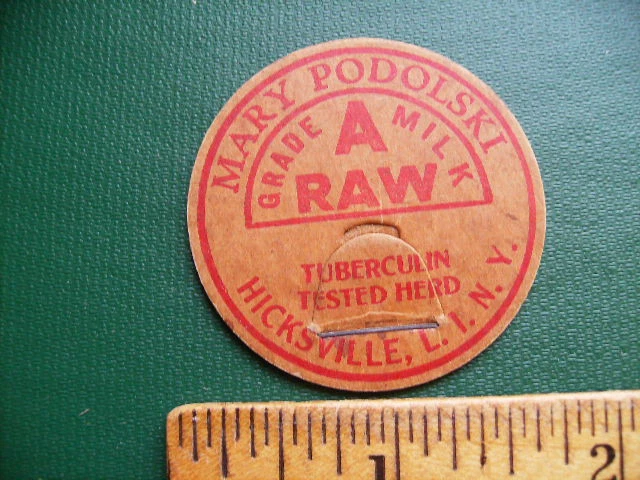 MARY PODOLSKI
GRADE A MILK
RAW
TUBERCULIN
TESTED HERD
HICKSVILLE, L. I. N. Y.
1 2